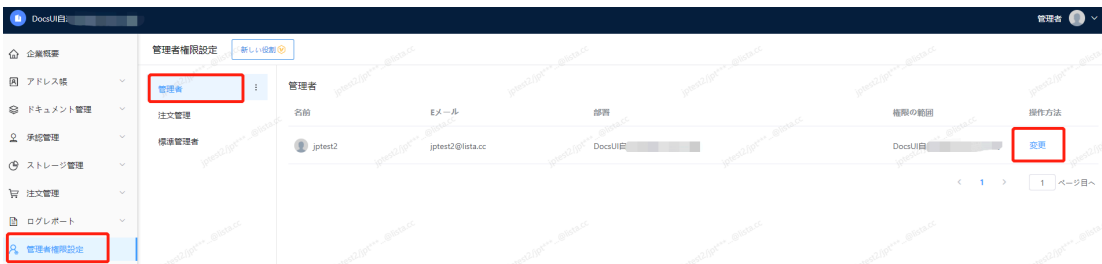 DocsUI自
管理者
企業概要
アドレス帳
ドキュメント管理
承認管理
ストレージ管理
注文管理
ログレポート
管理者権限設定
管理者権限設定
新しい役割
管理者
注文管理
標準管理者
管理者
名前 Eメール 部署 権限の範囲 操作方法
jptest2 jptest2@lista.cc DocsUI自 DocsUI自 変更
< 1 > 1 ページ目へ